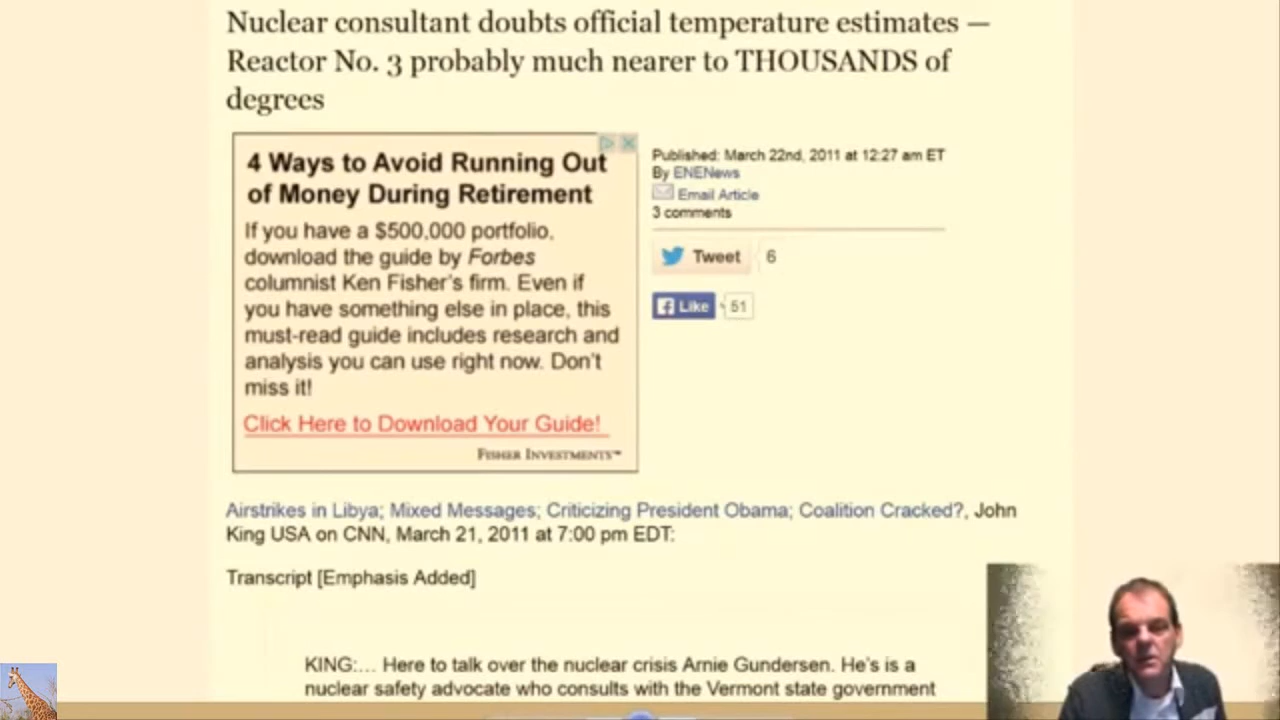 Nuclear consultant doubts official temperature estimates —
Reactor No. 3 probably much nearer to THOUSANDS of
degrees
4 Ways to Avoid Running Out
of Money During Retirement
If you have a $500,000 portfolio,
download the guide by Forbes
columnist Ken Fisher's firm. Even if
you have something else in place, this
must-read guide includes research and
analysis you can use right now. Don't
miss it!
Click Here to Download Your Guide!
FISHER INVESTMENTS™
Published: March 22nd, 2011 at 12:27 am ET
By ENENews
Email Article
3 comments
Tweet 6
Like 51
Airstrikes in Libya; Mixed Messages; Criticizing President Obama; Coalition Cracked?, John
King USA on CNN, March 21, 2011 at 7:00 pm EDT:
Transcript [Emphasis Added]
KING:… Here to talk over the nuclear crisis Arnie Gundersen. He's is a
nuclear safety advocate who consults with the Vermont state government